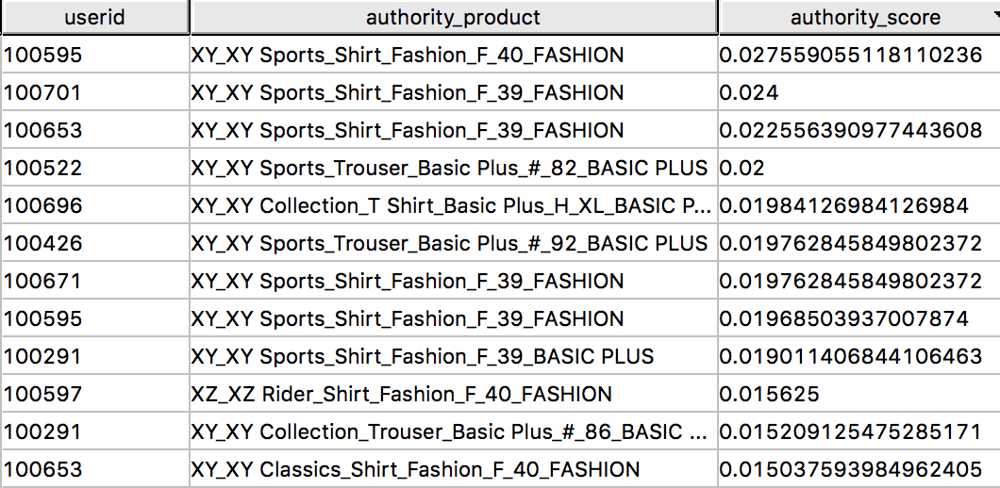 userid authority_product authority_score
100595 XY_XY Sports_Shirt_Fashion_F_40_FASHION 0.027559055118110236
100701 XY_XY Sports_Shirt_Fashion_F_39_FASHION 0.024
100653 XY_XY Sports_Shirt_Fashion_F_39_FASHION 0.022556390977443608
100522 XY_XY Sports_Trouser_Basic Plus_#_82_BASIC PLUS 0.02
100696 XY_XY Collection_T Shirt_Basic Plus_H_XL_BASIC P... 0.01984126984126984
100426 XY_XY Sports_Trouser_Basic Plus_#_92_BASIC PLUS 0.019762845849802372
100671 XY_XY Sports_Shirt_Fashion_F_39_FASHION 0.019762845849802372
100595 XY_XY Sports_Shirt_Fashion_F_39_FASHION 0.01968503937007874
100291 XY_XY Sports_Shirt_Fashion_F_39_BASIC PLUS 0.019011406844106463
100597 XZ_XZ Rider_Shirt_Fashion_F_40_FASHION 0.015625
100291 XY_XY Collection_Trouser_Basic Plus_#_86_BASIC ... 0.015209125475285171
100653 XY_XY Classics_Shirt_Fashion_F_40_FASHION 0.015037593984962405